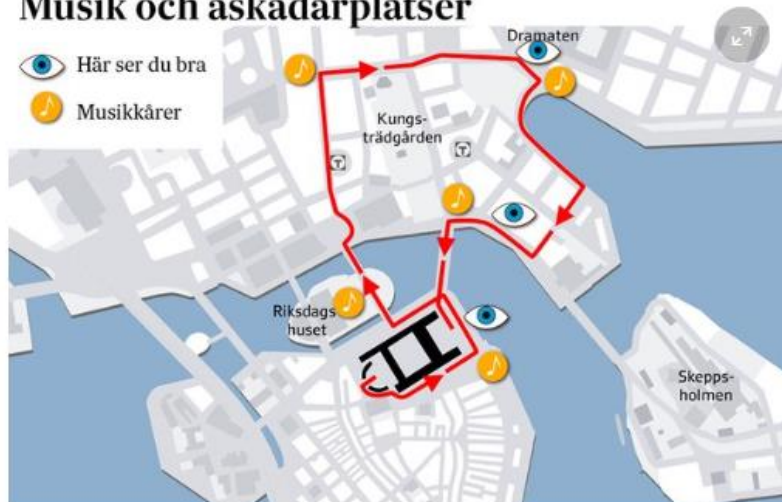 Musik och åskådarplatser
Här ser du bra
Musikkårer
Dramaten
Kungs-
trädgården
T
T
Riksdags
huset
Skepps-
holmen